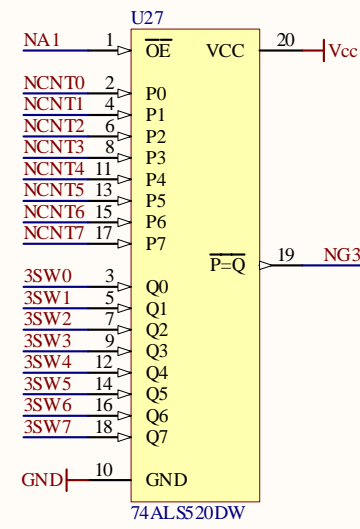 U27
NA1 1 OE VCC 20 Vcc
NCNT0 2 P0
NCNT1 4 P1
NCNT2 6 P2
NCNT3 8 P3
NCNT4 11 P4
NCNT5 13 P5
NCNT6 15 P6
NCNT7 17 P7
P=Q 19 NG3
3SW0 3 Q0
3SW1 5 Q1
3SW2 7 Q2
3SW3 9 Q3
3SW4 12 Q4
3SW5 14 Q5
3SW6 16 Q6
3SW7 18 Q7
GND 10 GND
74ALS520DW